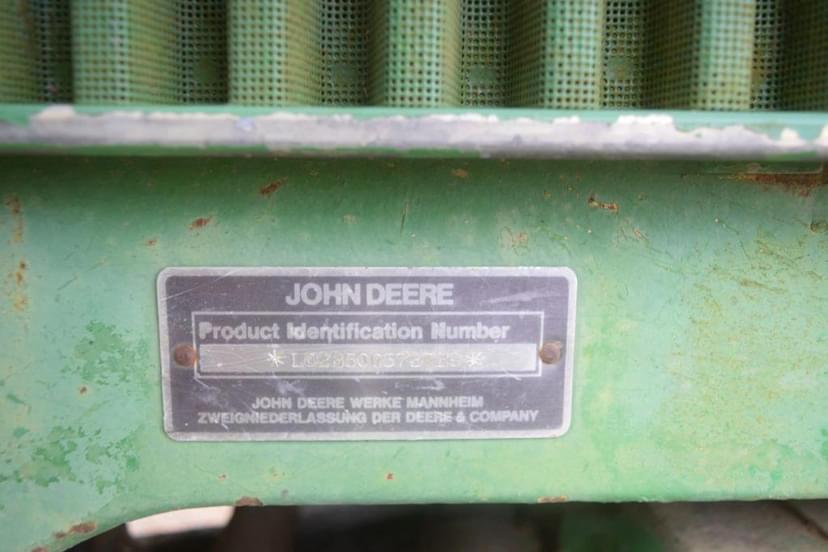 JOHN DEERE
Product Identification Number
JOHN DEERE WERKE MANNHEIM
ZWEIGNIEDERLASSUNG DER DEERE & COMPANY